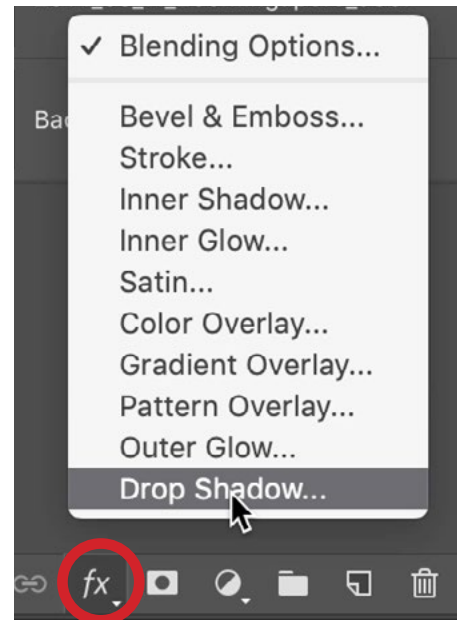 ✓ Blending Options...
Bac
Bevel & Emboss...
Stroke...
Inner Shadow...
Inner Glow...
Satin...
Color Overlay...
Gradient Overlay...
Pattern Overlay...
Outer Glow...
Drop Shadow...
fx